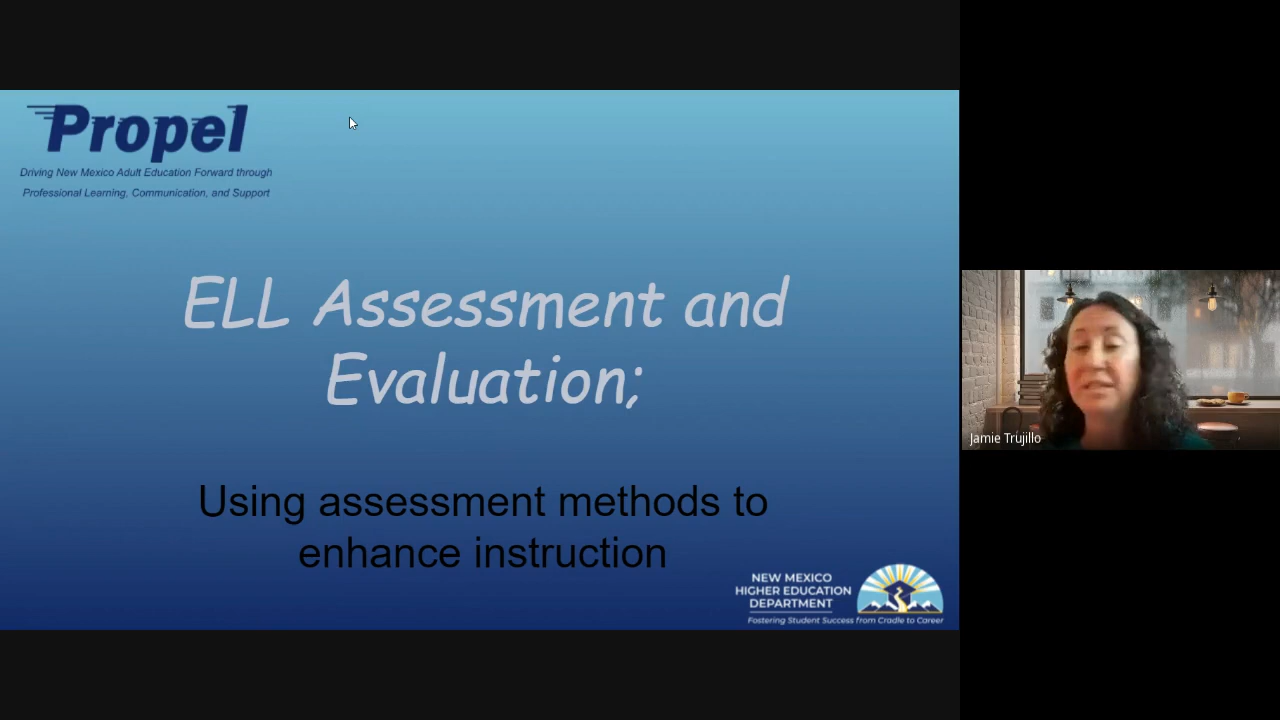 Propel
Driving New Mexico Adult Education Forward through
Professional Learning, Communication, and Support
ELL Assessment and
Evaluation;
Using assessment methods to
enhance instruction
NEW MEXICO
HIGHER EDUCATION
DEPARTMENT
Fostering Student Success from Cradle to Career
Jamie Trujillo